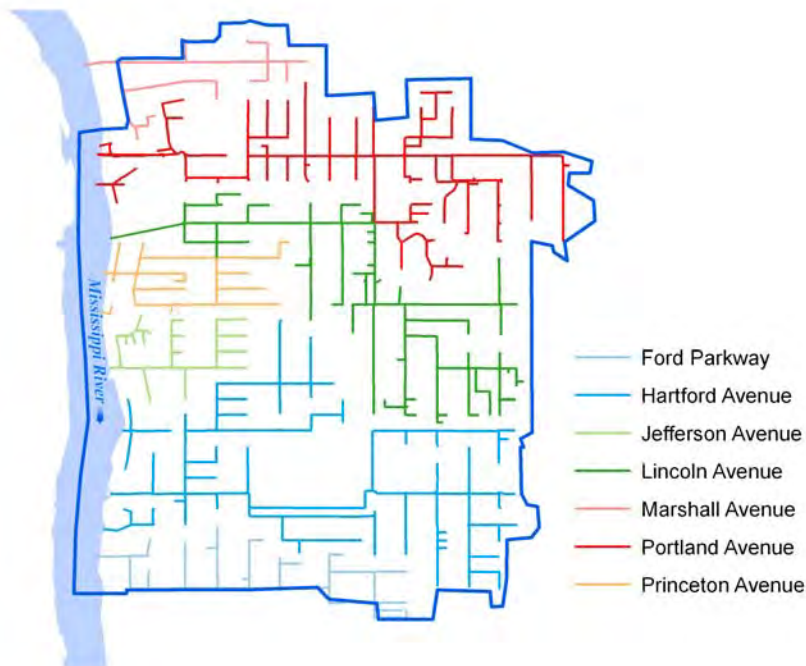 Mississippi River
Ford Parkway
Hartford Avenue
Jefferson Avenue
Lincoln Avenue
Marshall Avenue
Portland Avenue
Princeton Avenue